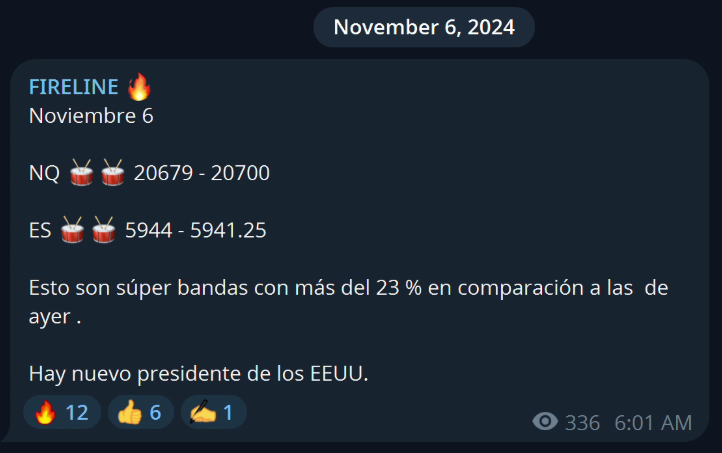 November 6, 2024
FIRELINE 🔥
Noviembre 6
NQ 🥁 🥁 20679 - 20700
ES 🥁 🥁 5944 - 5941.25
Esto son súper bandas con más del 23 % en comparación a las  de
ayer .
Hay nuevo presidente de los EEUU.
🔥 12 👍 6 ✍️ 1 336 6:01 AM